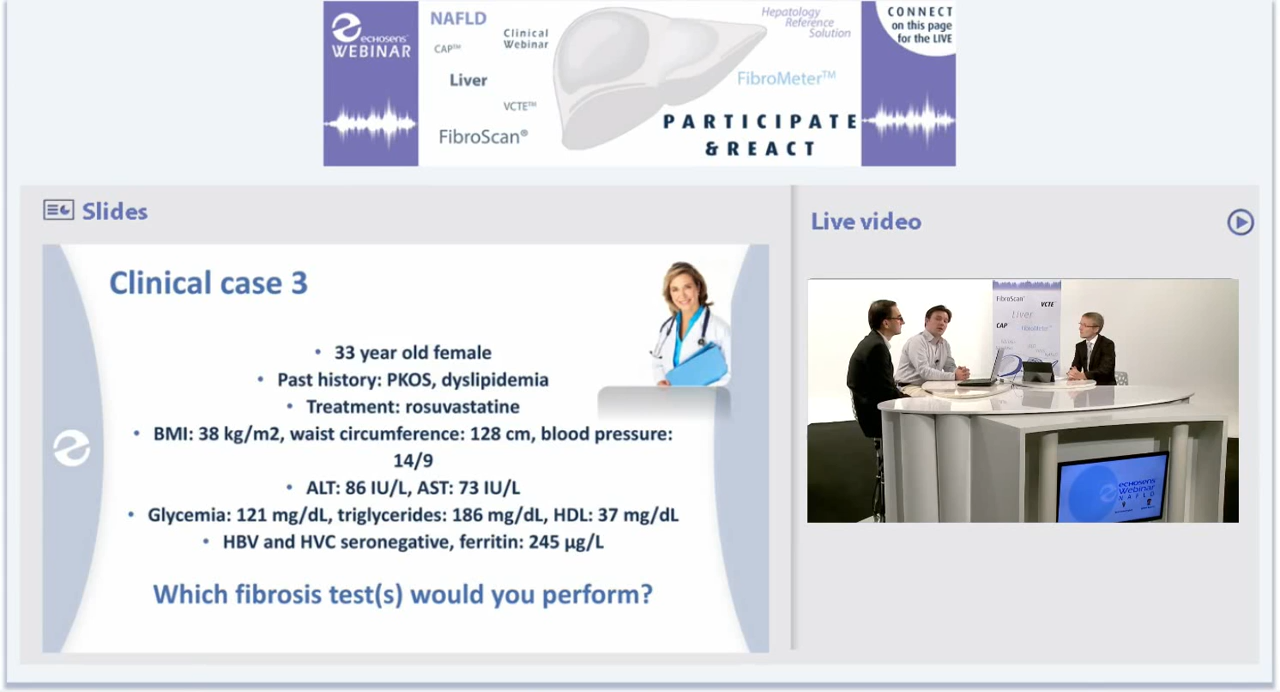 echosens
WEBINAR
NAFLD
CAP™
Clinical
Webinar
Liver
VCTE™
FibroScan®
Hepatology
Reference
Solution
FibroMeter™
PARTICIPATE
& REACT
CONNECT
on this page
for the LIVE
Slides
Clinical case 3
• 33 year old female
• Past history: PKOS, dyslipidemia
• Treatment: rosuvastatine
• BMI: 38 kg/m2, waist circumference: 128 cm, blood pressure:
14/9
• ALT: 86 IU/L, AST: 73 IU/L
• Glycemia: 121 mg/dL, triglycerides: 186 mg/dL, HDL: 37 mg/dL
• HBV and HVC seronegative, ferritin: 245 µg/L
Which fibrosis test(s) would you perform?
Live video
FibroScan
VCTE
Liver
CAP
echosens
Webinar
NAFLD